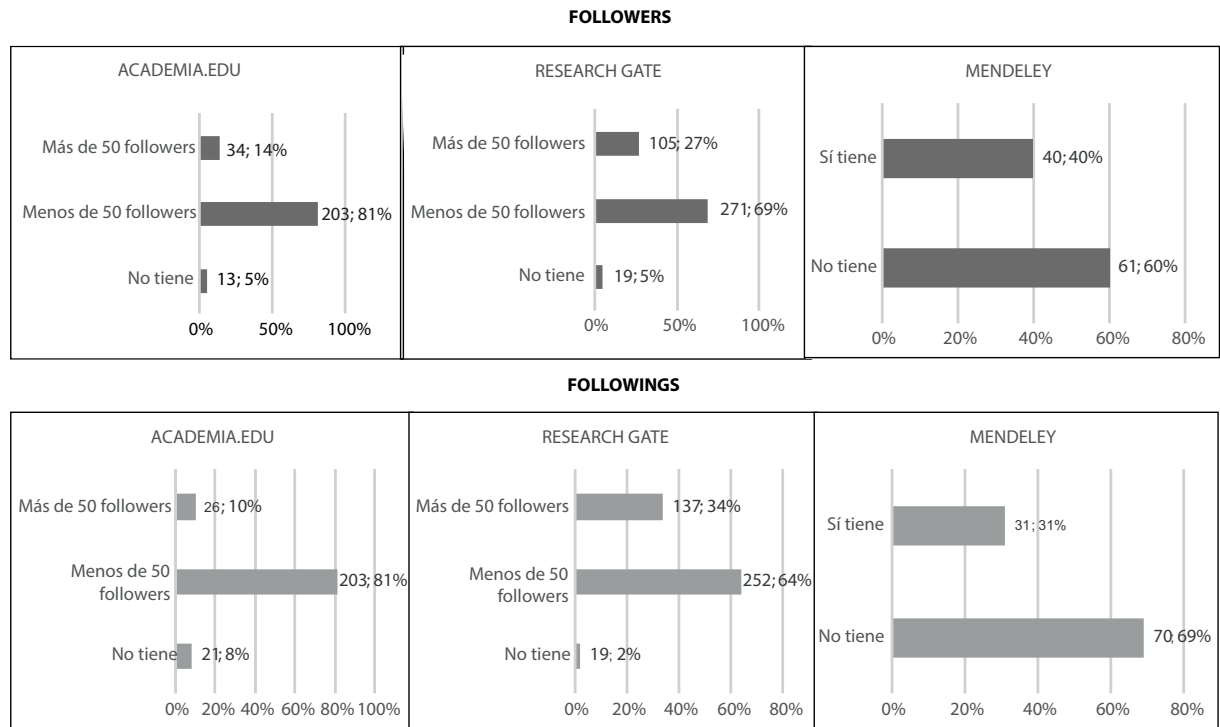 FOLLOWERS
ACADEMIA.EDU
Más de 50 followers
34; 14%
Menos de 50 followers
203; 81%
No tiene
13; 5%
0% 50% 100%
RESEARCH GATE
Más de 50 followers
105; 27%
Menos de 50 followers
271; 69%
No tiene
19; 5%
0% 50% 100%
MENDELEY
Sí tiene
40; 40%
No tiene
61; 60%
0% 20% 40% 60% 80%
FOLLOWINGS
ACADEMIA.EDU
Más de 50 followers
26; 10%
Menos de 50
followers
203; 81%
No tiene
21; 8%
0% 20% 40% 60% 80% 100%
RESEARCH GATE
Más de 50 followers
137; 34%
Menos de 50
followers
252; 64%
No tiene
19; 2%
0% 20% 40% 60% 80%
MENDELEY
Sí tiene
31; 31%
No tiene
70; 69%
0% 20% 40% 60% 80%